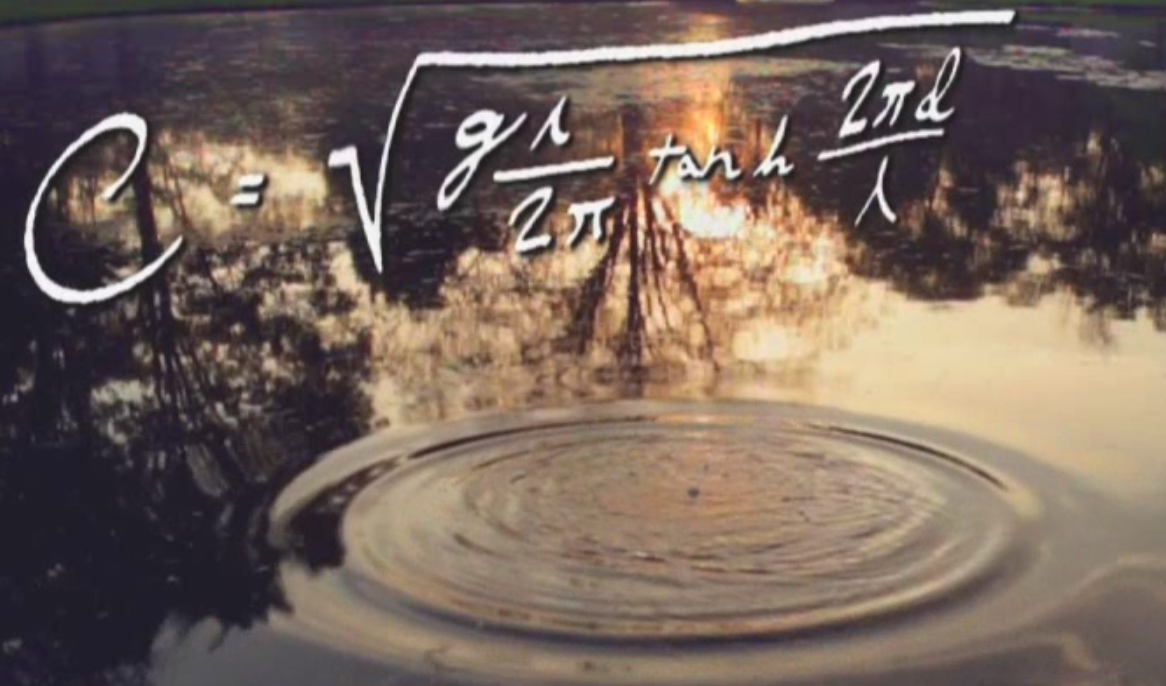 C = √(gλ/2π tanh 2πd/λ)